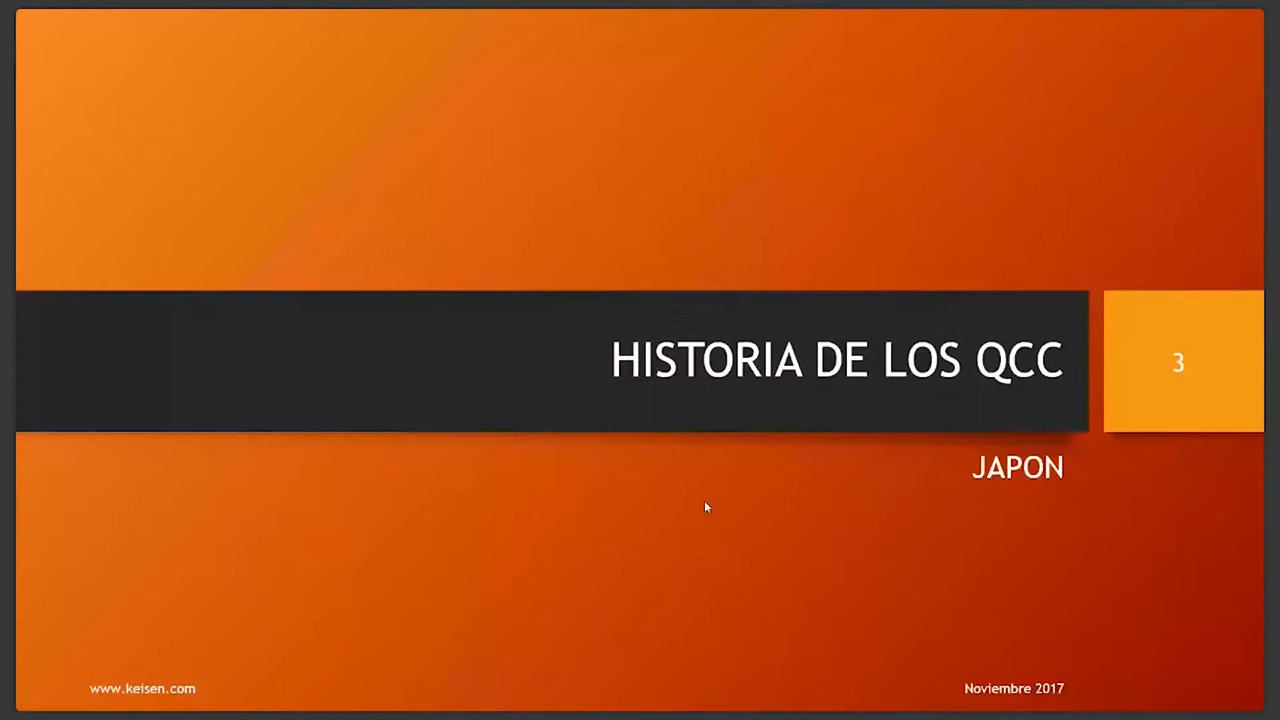 HISTORIA DE LOS QCC
3
JAPON
www.keisen.com
Noviembre 2017